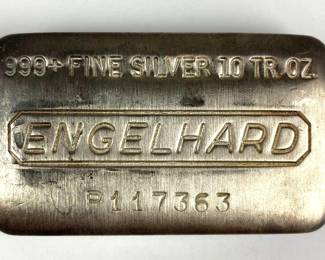 999+ FINE SILVER 10 TR. OZ.
ENGELHARD
P117363